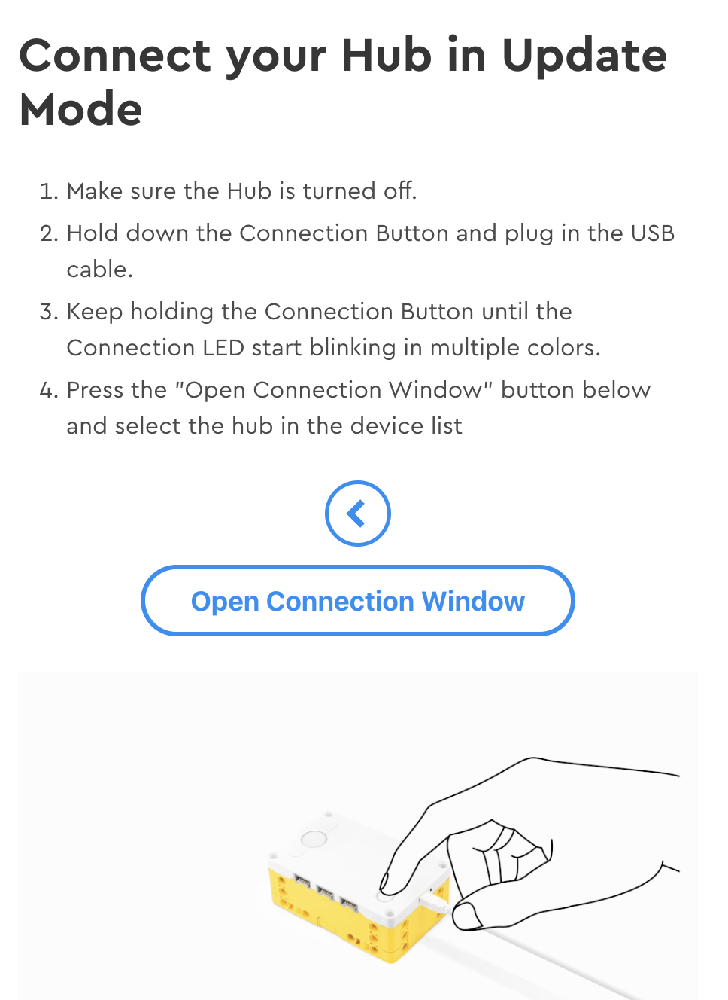 Connect your Hub in Update
Mode
1. Make sure the Hub is turned off.
2. Hold down the Connection Button and plug in the USB
cable.
3. Keep holding the Connection Button until the
Connection LED start blinking in multiple colors.
4. Press the "Open Connection Window" button below
and select the hub in the device list
Open Connection Window